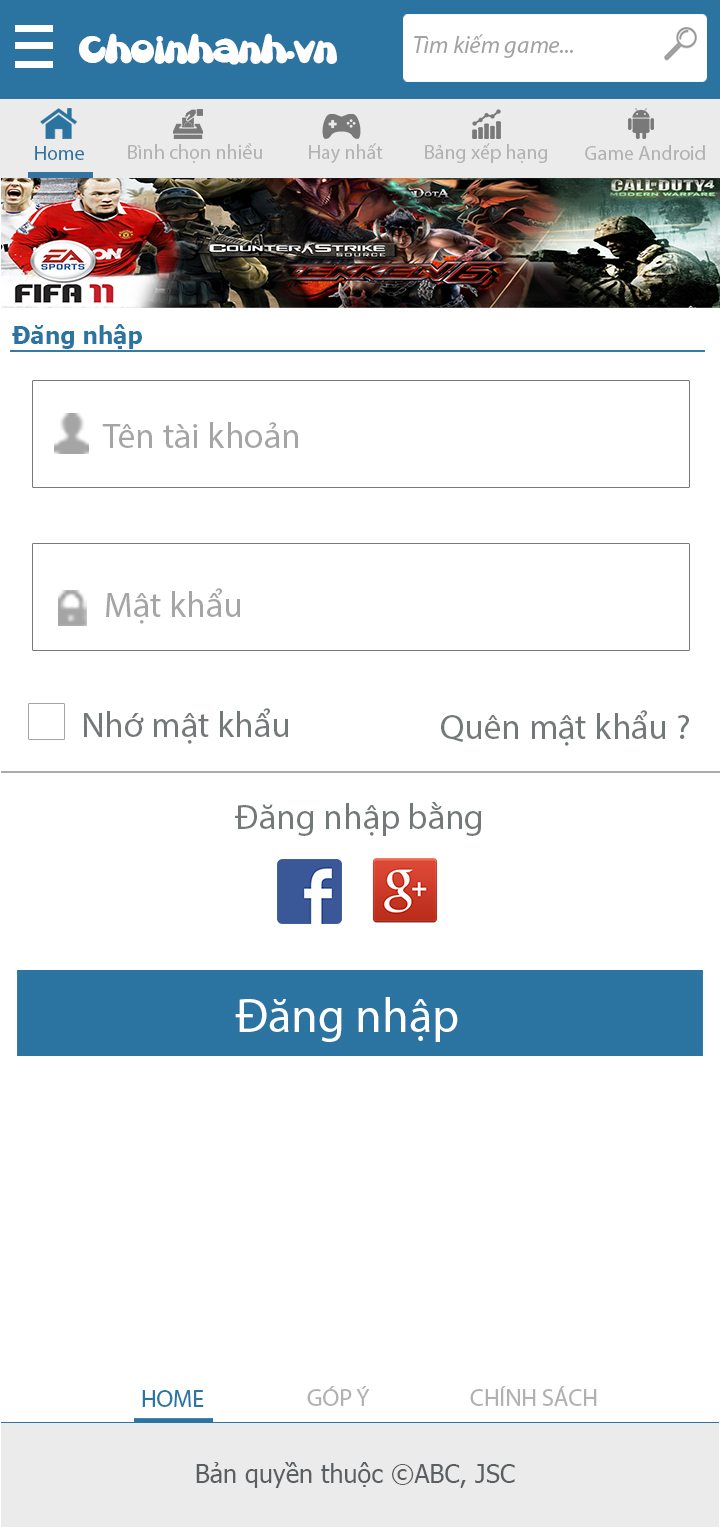 Choinhanh.vn
Tìm kiếm game...
Home
Bình chọn nhiều
Hay nhất
Bảng xếp hạng
Game Android
EA
SPORTS
FIFA 11
COUNTER STRIKE
SOURCE
TEKKEN 6
DotA
CALL OF DUTY 4
MODERN WARFARE
Đăng nhập
Tên tài khoản
Mật khẩu
Nhớ mật khẩu
Quên mật khẩu ?
Đăng nhập bằng
f
g+
Đăng nhập
HOME
GÓP Ý
CHÍNH SÁCH
Bản quyền thuộc ©ABC, JSC